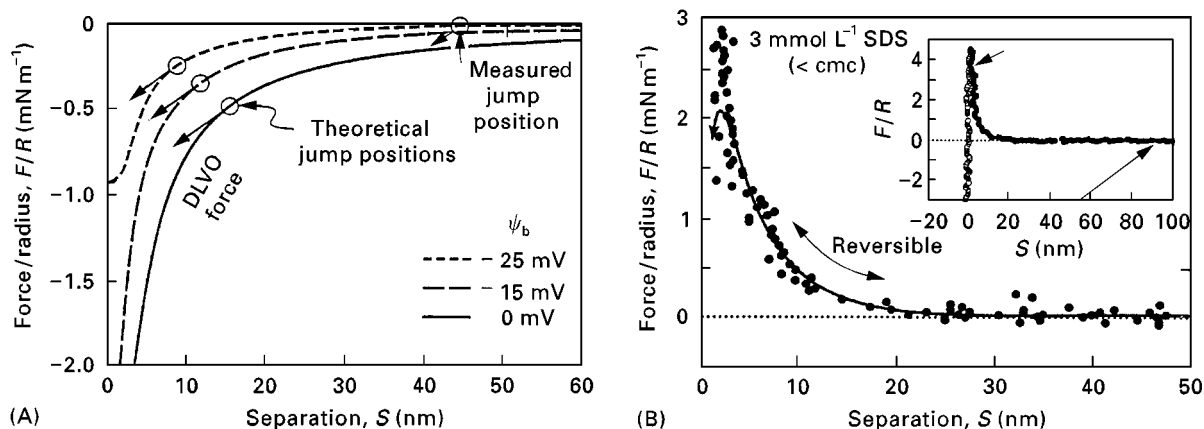 0
−0.5
−1.0
−1.5
−2.0
Force/radius, F/R (mNm⁻¹)
Measured
jump
position
Theoretical
jump positions
DLVO
force
ψb
− 25 mV
− 15 mV
0 mV
0 10 20 30 40 50 60
Separation, S (nm)
(A)
3
2
1
0
Force/radius, F/R (mNm⁻¹)
3 mmol L⁻¹ SDS
(< cmc)
Reversible
4
2
0
−2
F/R
−20 0 20 40 60 80 100
S (nm)
0 10 20 30 40 50
Separation, S (nm)
(B)